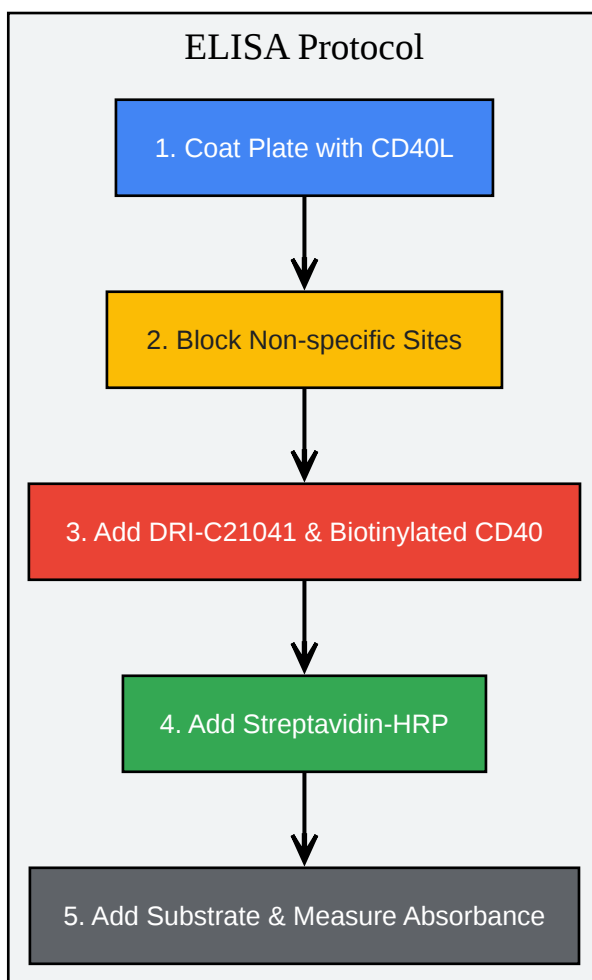 ELISA Protocol
1. Coat Plate with CD40L
2. Block Non-specific Sites
3. Add DRI-C21041 & Biotinylated CD40
4. Add Streptavidin-HRP
5. Add Substrate & Measure Absorbance